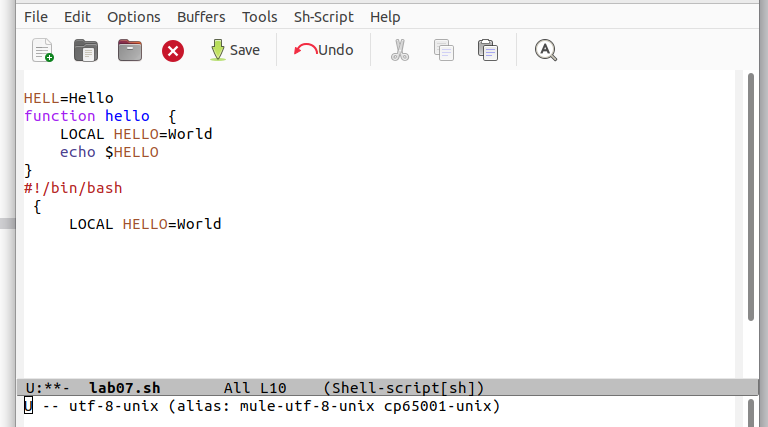 File Edit Options Buffers Tools Sh-Script Help
Save Undo
HELL=Hello
function hello  {
    LOCAL HELLO=World
    echo $HELLO
}
#!/bin/bash
 {
     LOCAL HELLO=World
U:**-  lab07.sh       All L10    (Shell-script[sh])
U -- utf-8-unix (alias: mule-utf-8-unix cp65001-unix)